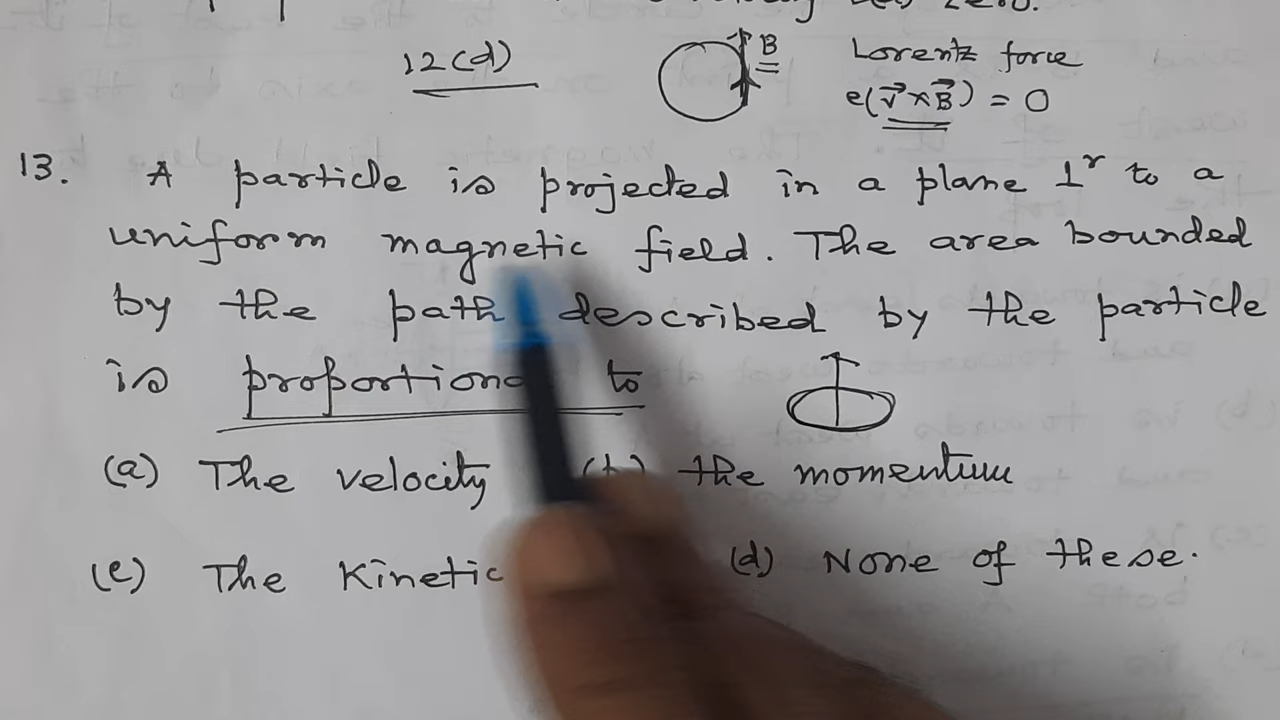 zero.
12(d)
B
Lorentz force
e(v⃗ × B⃗) = 0
13. A particle is projected in a plane ⊥r to a
uniform magnetic field. The area bounded
by the path described by the particle
is proportional to
(a) The velocity (b) the momentum
(c) The Kinetic (d) None of these.